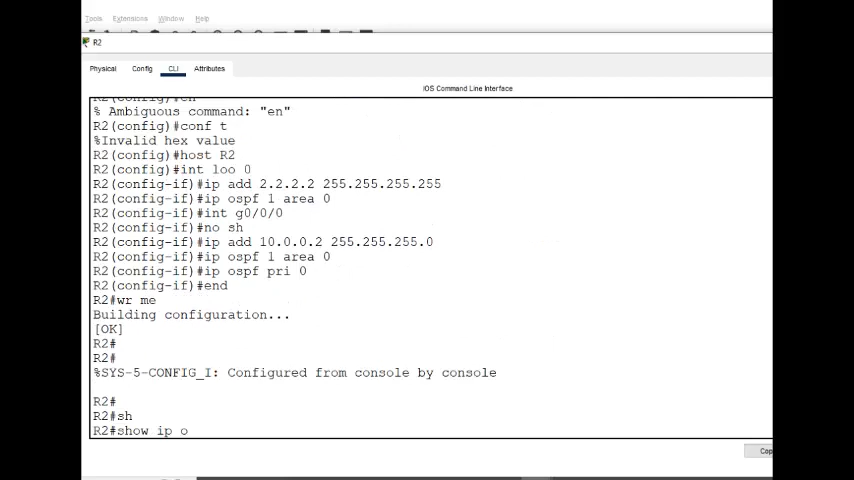 Tools Extensions Window Help
R2
Physical Config CLI Attributes
IOS Command Line Interface
R2(config)#en
% Ambiguous command: "en"
R2(config)#conf t
%Invalid hex value
R2(config)#host R2
R2(config)#int loo 0
R2(config-if)#ip add 2.2.2.2 255.255.255.255
R2(config-if)#ip ospf 1 area 0
R2(config-if)#int g0/0/0
R2(config-if)#no sh
R2(config-if)#ip add 10.0.0.2 255.255.255.0
R2(config-if)#ip ospf 1 area 0
R2(config-if)#ip ospf pri 0
R2(config-if)#end
R2#wr me
Building configuration...
[OK]
R2#
R2#
%SYS-5-CONFIG_I: Configured from console by console
R2#
R2#sh
R2#show ip o
Cop